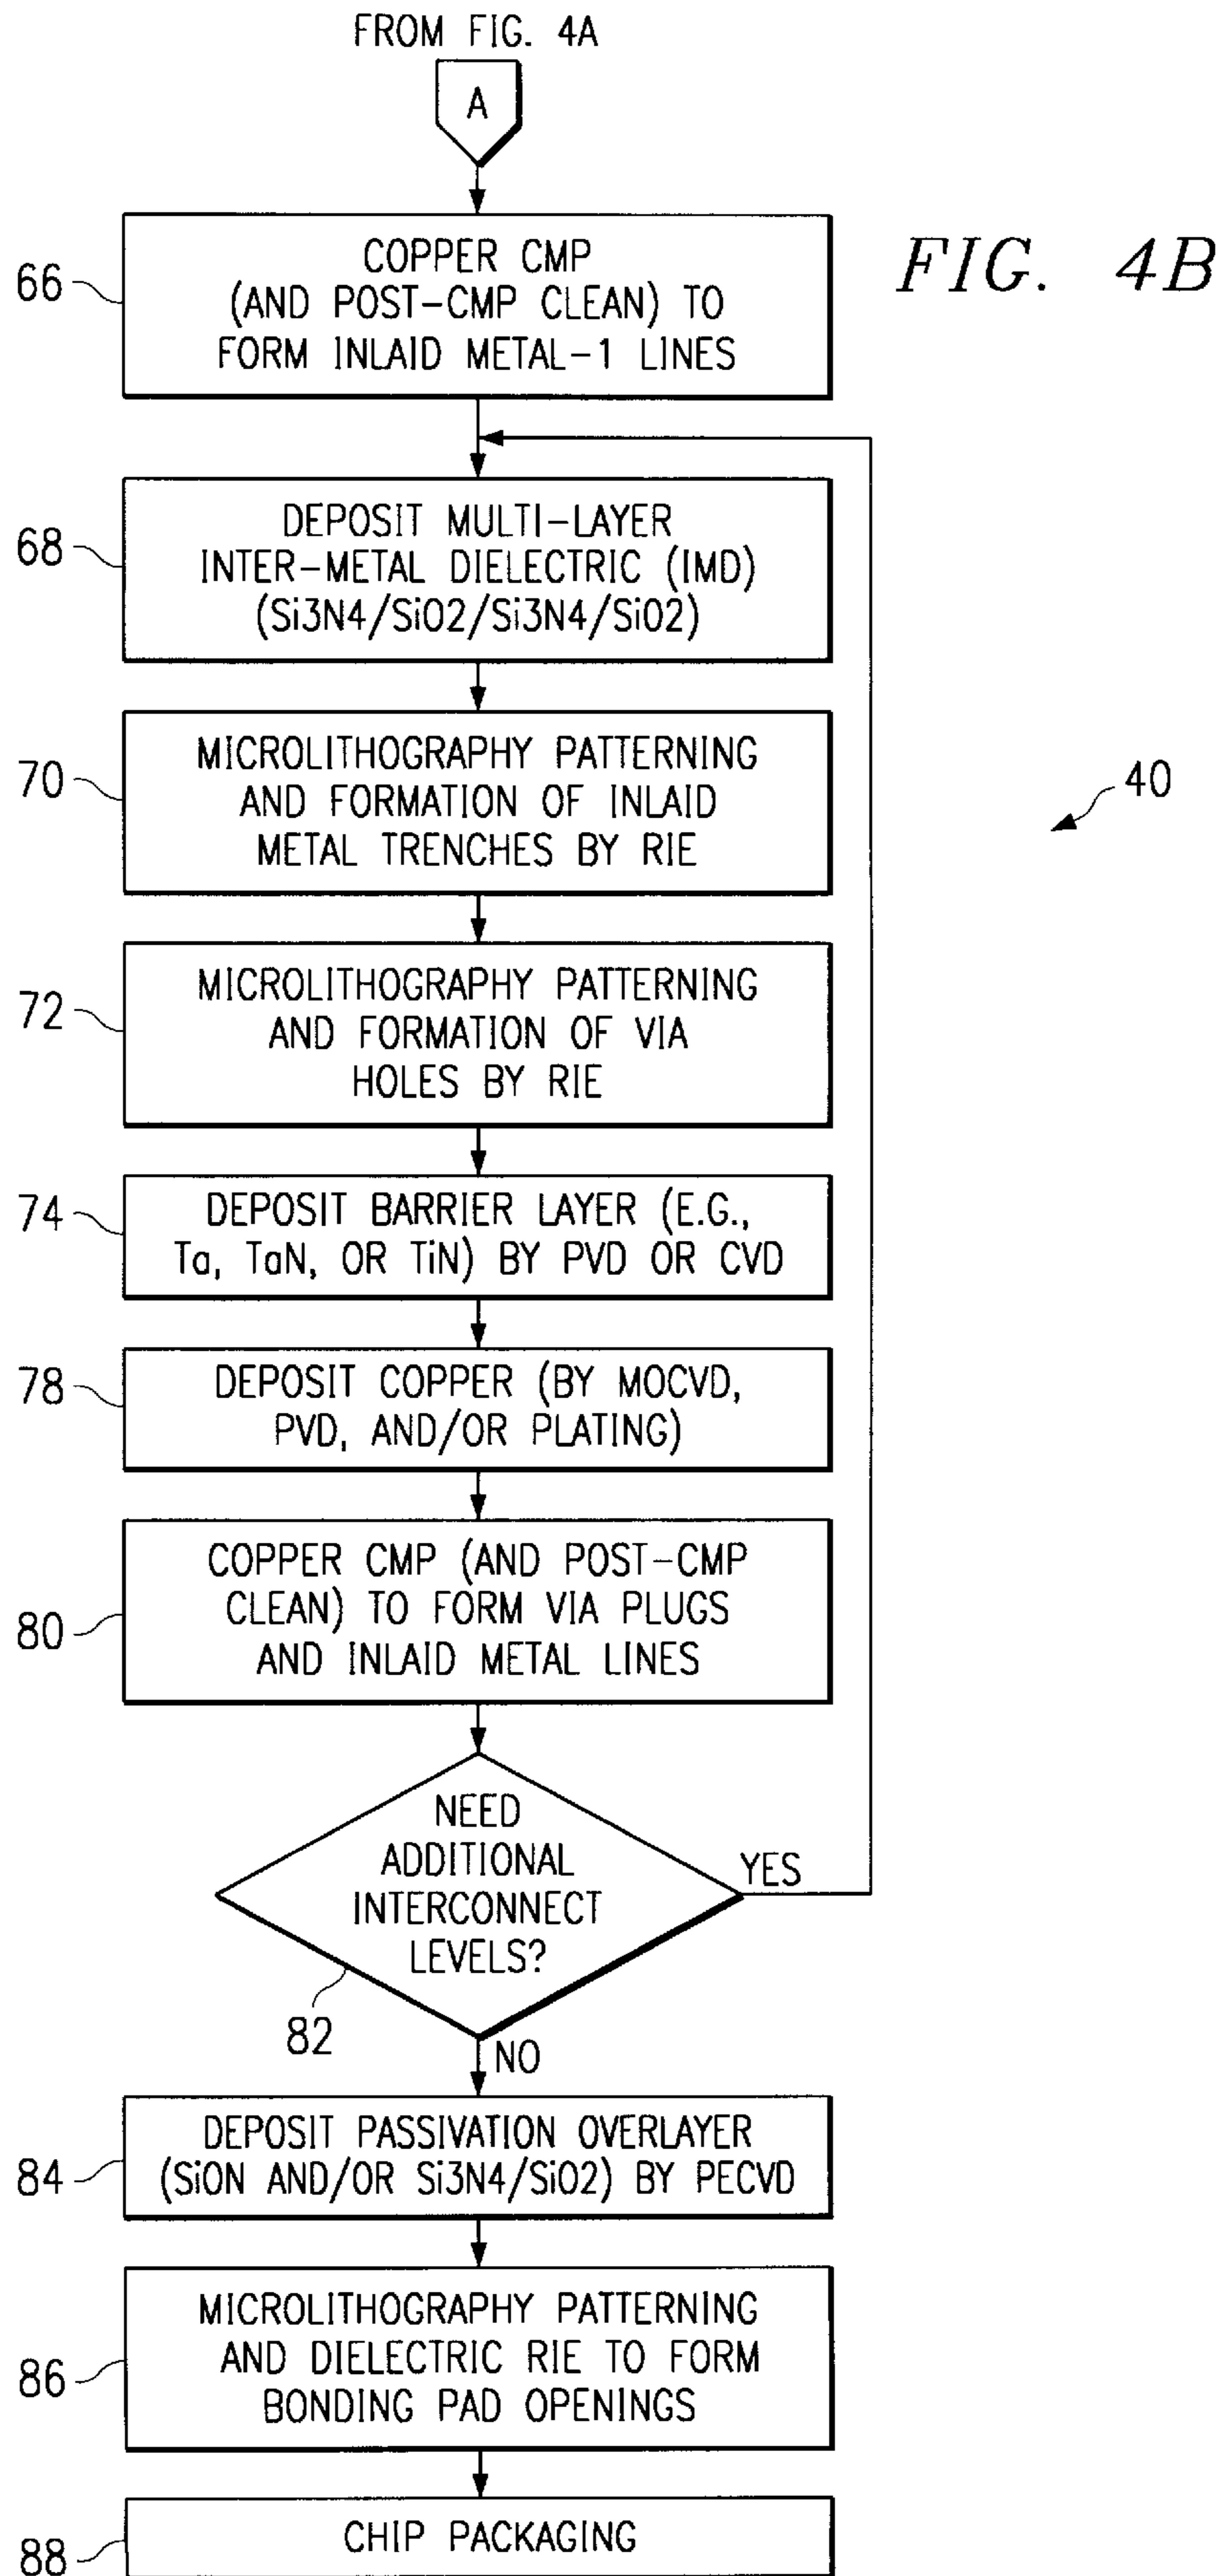 FROM FIG. 4A
A
FIG. 4B
66
COPPER CMP
(AND POST-CMP CLEAN) TO
FORM INLAID METAL-1 LINES
68
DEPOSIT MULTI-LAYER
INTER-METAL DIELECTRIC (IMD)
(Si3N4/SiO2/Si3N4/SiO2)
70
MICROLITHOGRAPHY PATTERNING
AND FORMATION OF INLAID
METAL TRENCHES BY RIE
40
72
MICROLITHOGRAPHY PATTERNING
AND FORMATION OF VIA
HOLES BY RIE
74
DEPOSIT BARRIER LAYER (E.G.,
Ta, TaN, OR TiN) BY PVD OR CVD
78
DEPOSIT COPPER (BY MOCVD,
PVD, AND/OR PLATING)
80
COPPER CMP (AND POST-CMP
CLEAN) TO FORM VIA PLUGS
AND INLAID METAL LINES
NEED
ADDITIONAL
INTERCONNECT
LEVELS?
YES
82
NO
84
DEPOSIT PASSIVATION OVERLAYER
(SiON AND/OR Si3N4/SiO2) BY PECVD
86
MICROLITHOGRAPHY PATTERNING
AND DIELECTRIC RIE TO FORM
BONDING PAD OPENINGS
88
CHIP PACKAGING